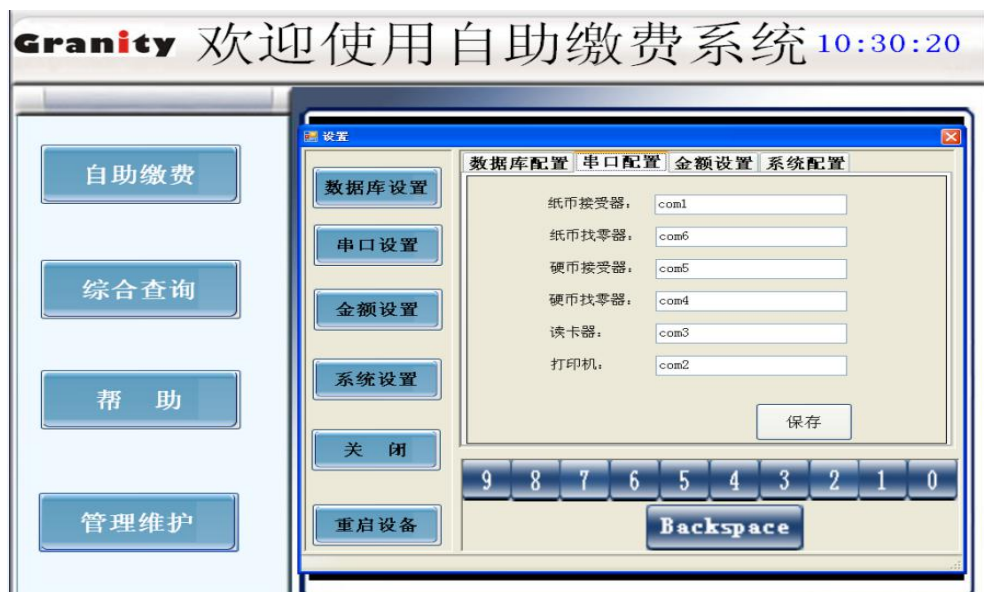 Granity 欢迎使用自助缴费系统 10:30:20
自助缴费
综合查询
帮 助
管理维护
设置
数据库设置
串口设置
金额设置
系统设置
关 闭
重启设备
数据库配置 串口配置 金额设置 系统配置
纸币接受器: com1
纸币找零器: com6
硬币接受器: com5
硬币找零器: com4
读卡器: com3
打印机: com2
保存
9 8 7 6 5 4 3 2 1 0
Backspace